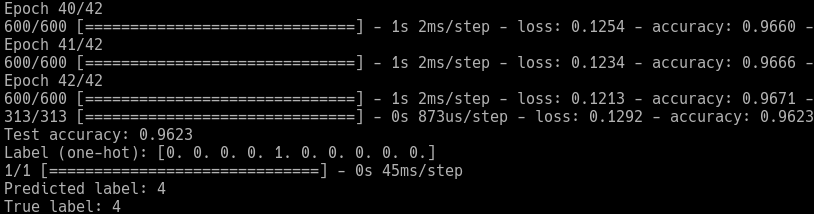 Epoch 40/42
600/600 [==============================] - 1s 2ms/step - loss: 0.1254 - accuracy: 0.9660 -
Epoch 41/42
600/600 [==============================] - 1s 2ms/step - loss: 0.1234 - accuracy: 0.9666 -
Epoch 42/42
600/600 [==============================] - 1s 2ms/step - loss: 0.1213 - accuracy: 0.9671 -
313/313 [==============================] - 0s 873us/step - loss: 0.1292 - accuracy: 0.9623
Test accuracy: 0.9623
Label (one-hot): [0. 0. 0. 0. 1. 0. 0. 0. 0. 0.]
1/1 [==============================] - 0s 45ms/step
Predicted label: 4
True label: 4